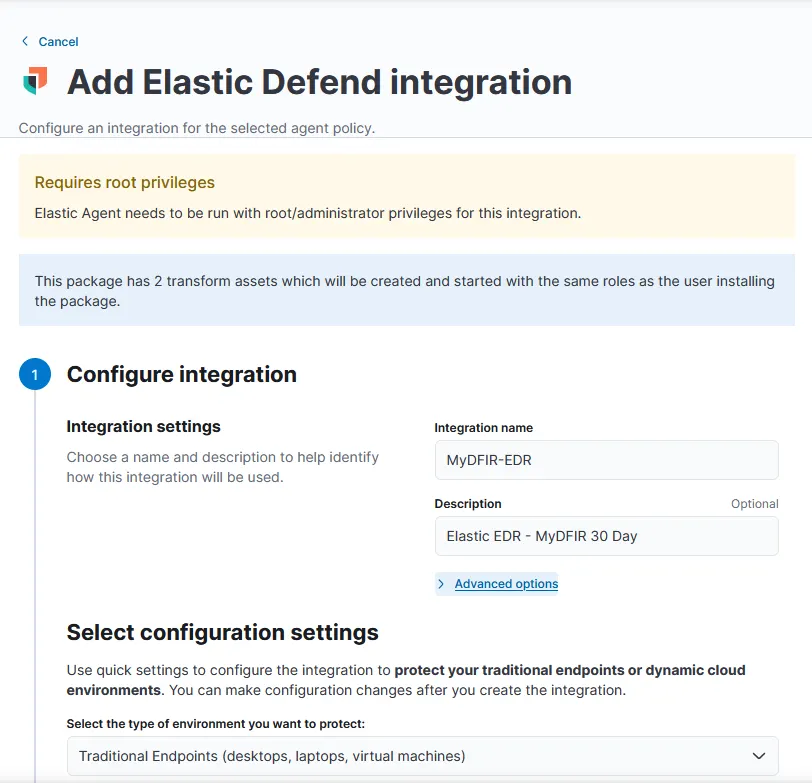 Cancel
Add Elastic Defend integration
Configure an integration for the selected agent policy.
Requires root privileges
Elastic Agent needs to be run with root/administrator privileges for this integration.
This package has 2 transform assets which will be created and started with the same roles as the user installing
the package.
1
Configure integration
Integration settings
Choose a name and description to help identify
how this integration will be used.
Integration name
MyDFIR-EDR
Description
Optional
Elastic EDR - MyDFIR 30 Day
Advanced options
Select configuration settings
Use quick settings to configure the integration to protect your traditional endpoints or dynamic cloud
environments. You can make configuration changes after you create the integration.
Select the type of environment you want to protect:
Traditional Endpoints (desktops, laptops, virtual machines)